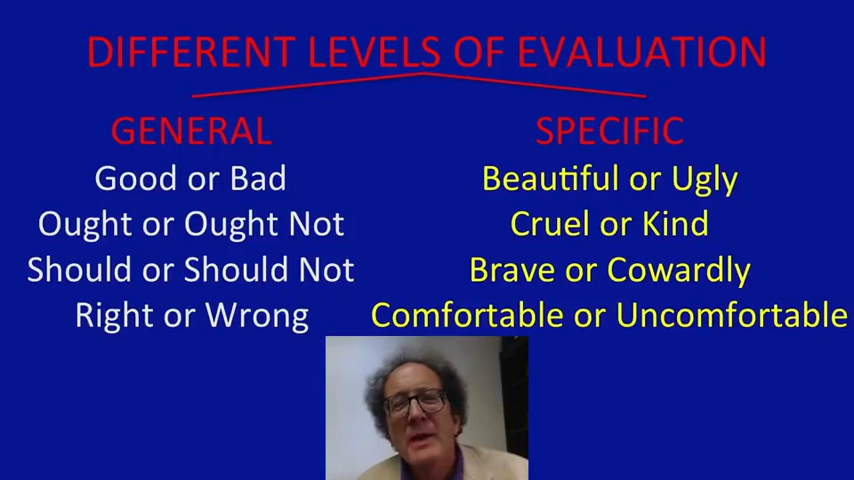 DIFFERENT LEVELS OF EVALUATION
GENERAL
Good or Bad
Ought or Ought Not
Should or Should Not
Right or Wrong
SPECIFIC
Beautiful or Ugly
Cruel or Kind
Brave or Cowardly
Comfortable or Uncomfortable